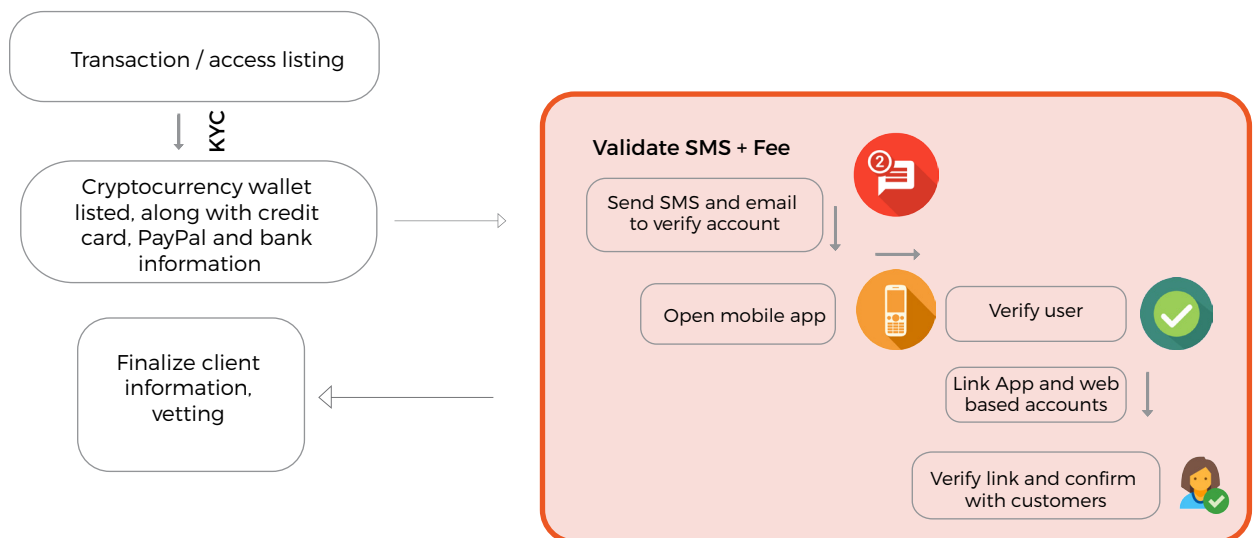 Transaction / access listing
KYC
Cryptocurrency wallet
listed, along with credit
card, PayPal and bank
information
Finalize client
information,
vetting
Validate SMS + Fee
2
Send SMS and email
to verify account
Open mobile app
Verify user
Link App and web
based accounts
Verify link and confirm
with customers